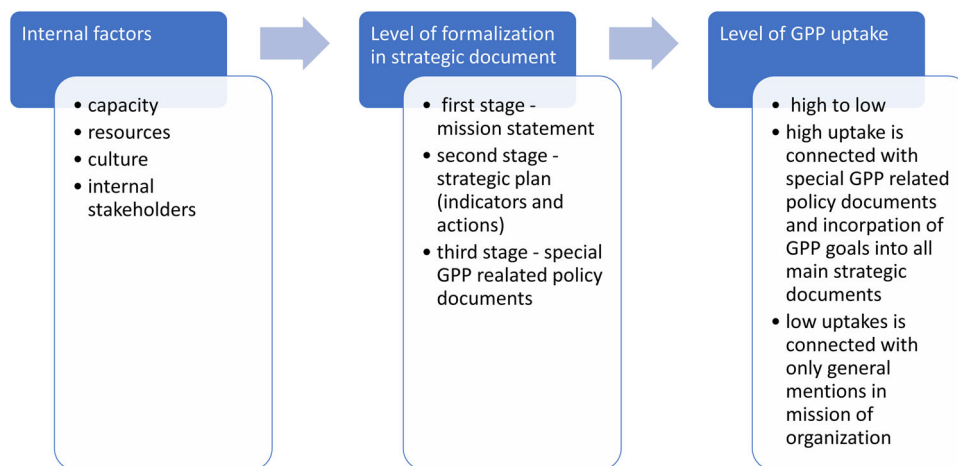 Internal factors
• capacity
• resources
• culture
• internal
stakeholders
Level of formalization
in strategic document
• first stage -
mission statement
• second stage -
strategic plan
(indicators and
actions)
• third stage - special
GPP realated policy
documents
Level of GPP uptake
• high to low
• high uptake is
connected with
special GPP related
policy documents
and incorpation of
GPP goals into all
main strategic
documents
• low uptakes is
connected with
only general
mentions in
mission of
organization